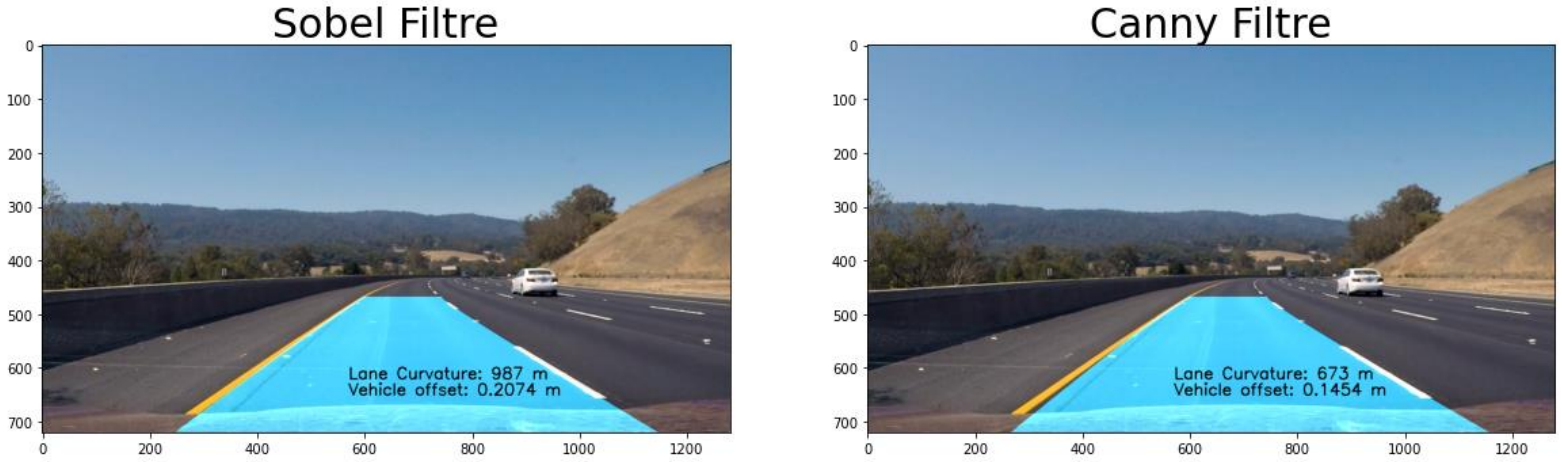 Sobel Filtre
0
100
200
300
400
500
600
700
Lane Curvature: 987 m
Vehicle offset: 0.2074 m
0 200 400 600 800 1000 1200
Canny Filtre
0
100
200
300
400
500
600
700
Lane Curvature: 673 m
Vehicle offset: 0.1454 m
0 200 400 600 800 1000 1200